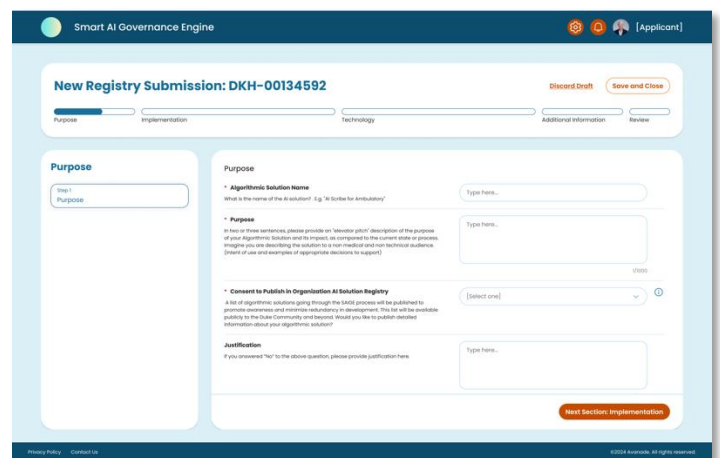 Smart AI Governance Engine
[Applicant]
New Registry Submission: DKH-00134592
Discard Draft
Save and Close
Purpose
Implementation
Technology
Additional Information
Review
Purpose
Step 1
Purpose
Purpose
* Algorithmic Solution Name
What is the name of the AI solution? . E.g. "AI Scribe for Ambulatory"
Type here..
* Purpose
In two or three sentences, please provide an "elevator pitch" description of the purpose
of your Algorithmic Solution and its impact, as compared to the current state or process.
Imagine you are describing the solution to a non medical and non technical audience.
(Intent of use and examples of appropriate decisions to support)
Type here..
* Consent to Publish in Organization AI Solution Registry
A list of algorithmic solutions going through the SAIGE process will be published to
promote awareness and minimize redundancy in development. This list will be available
publicly to the Duke Community and beyond. Would you like to publish detailed
information about your algorithmic solution?
[Select one]
Justification
If you answered "No" to the above question, please provide justification here.
Type here..
Next Section: Implementation
Privacy Policy
Contact Us
©2024 Avanade. All rights reserved.